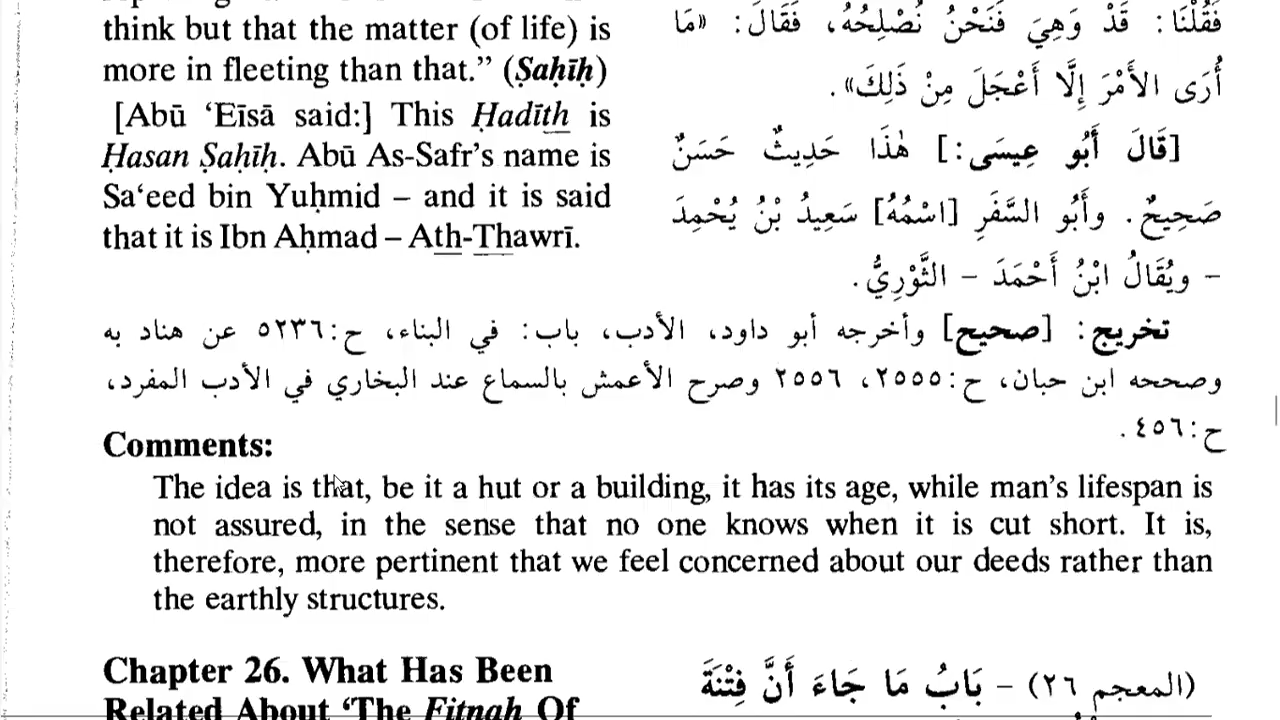 think but that the matter (of life) is
more in fleeting than that.” (Ṣaḥīḥ)
[Abū ‘Eīsā said:] This Ḥadīth is
Ḥasan Ṣaḥīḥ. Abū As-Safr’s name is
Sa‘eed bin Yuḥmid – and it is said
that it is Ibn Aḥmad – Ath-Thawrī.
فَقُلْنَا: قَدْ وَهِيَ فَنَحْنُ نُصْلِحُهُ، فَقَالَ: «مَا
أُرَى الأَمْرَ إِلَّا أَعْجَلَ مِنْ ذَلِكَ».
[قَالَ أَبُو عِيسَى:] هٰذَا حَدِيثٌ حَسَنٌ
صَحِيحٌ. وأَبُو السَّفَرِ [اسْمُهُ] سَعِيدُ بْنُ يُحْمِدَ
- ويُقَالُ ابْنُ أَحْمَدَ - الثَّوْرِيُّ.
تخريج: [صحيح] وأخرجه أبو داود، الأدب، باب: في البناء، ح:٥٢٣٦ عن هناد به
وصححه ابن حبان، ح:٢٥٥٥، ٢٥٥٦ وصرح الأعمش بالسماع عند البخاري في الأدب المفرد،
ح:٤٥٦.
Comments:
The idea is that, be it a hut or a building, it has its age, while man’s lifespan is
not assured, in the sense that no one knows when it is cut short. It is,
therefore, more pertinent that we feel concerned about our deeds rather than
the earthly structures.
Chapter 26. What Has Been
Related About ‘The Fitnah Of
(المعجم ٢٦) - بَابُ مَا جَاءَ أَنَّ فِتْنَةَ